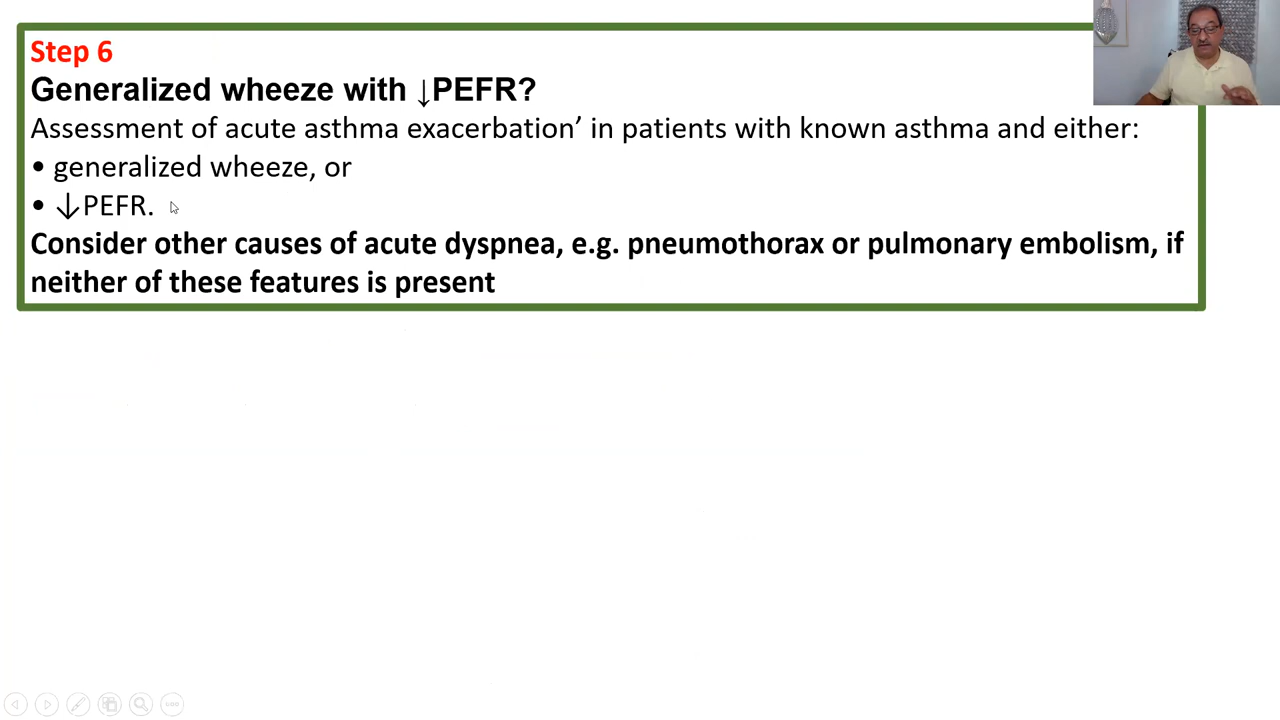 Step 6
Generalized wheeze with ↓PEFR?
Assessment of acute asthma exacerbation’ in patients with known asthma and either:
• generalized wheeze, or
• ↓PEFR.
Consider other causes of acute dyspnea, e.g. pneumothorax or pulmonary embolism, if
neither of these features is present